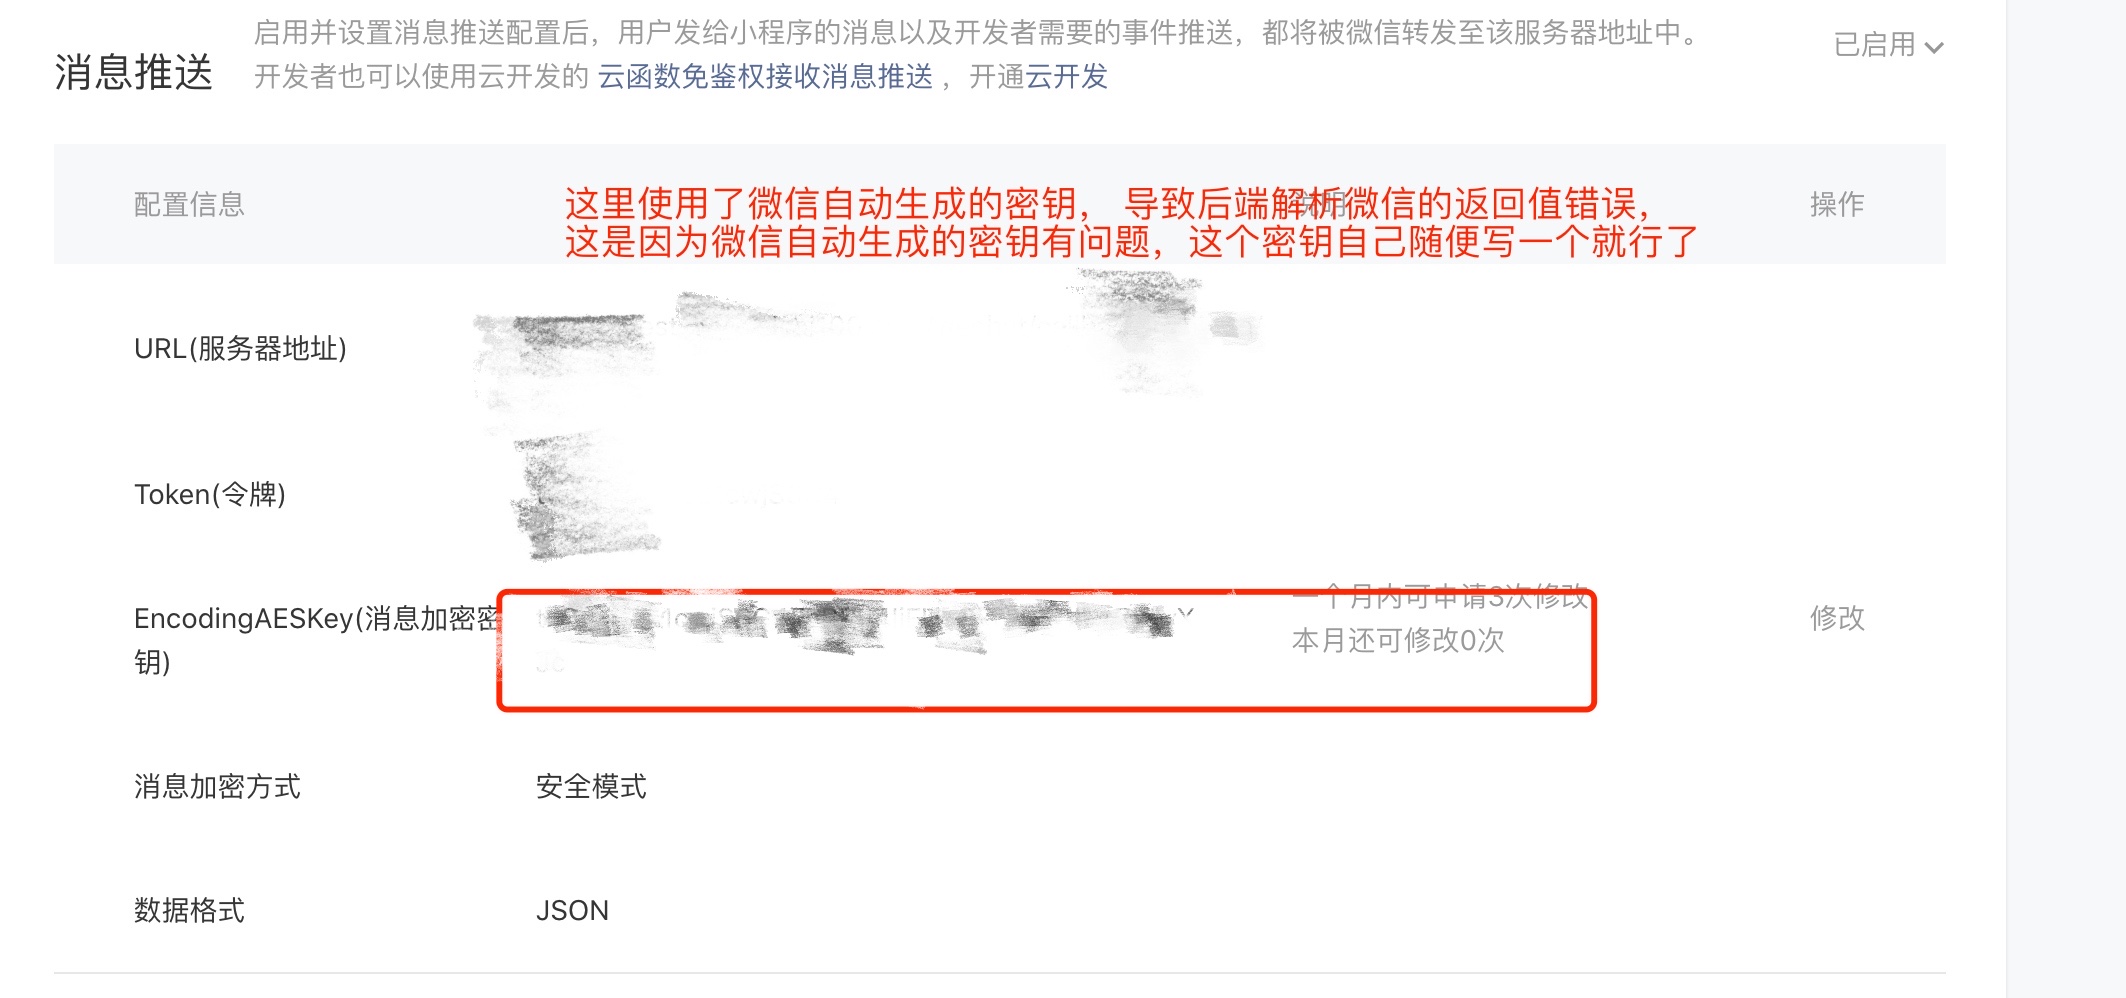 启用并设置消息推送配置后，用户发给小程序的消息以及开发者需要的事件推送，都将被微信转发至该服务器地址中。
已启用
消息推送
开发者也可以使用云开发的 云函数免鉴权接收消息推送 ，开通云开发
配置信息
说明
操作
这里使用了微信自动生成的密钥， 导致后端解析微信的返回值错误，
这是因为微信自动生成的密钥有问题，这个密钥自己随便写一个就行了
URL(服务器地址)
Token(令牌)
EncodingAESKey(消息加密密
钥)
一个月内可申请3次修改
本月还可修改0次
修改
消息加密方式
安全模式
数据格式
JSON